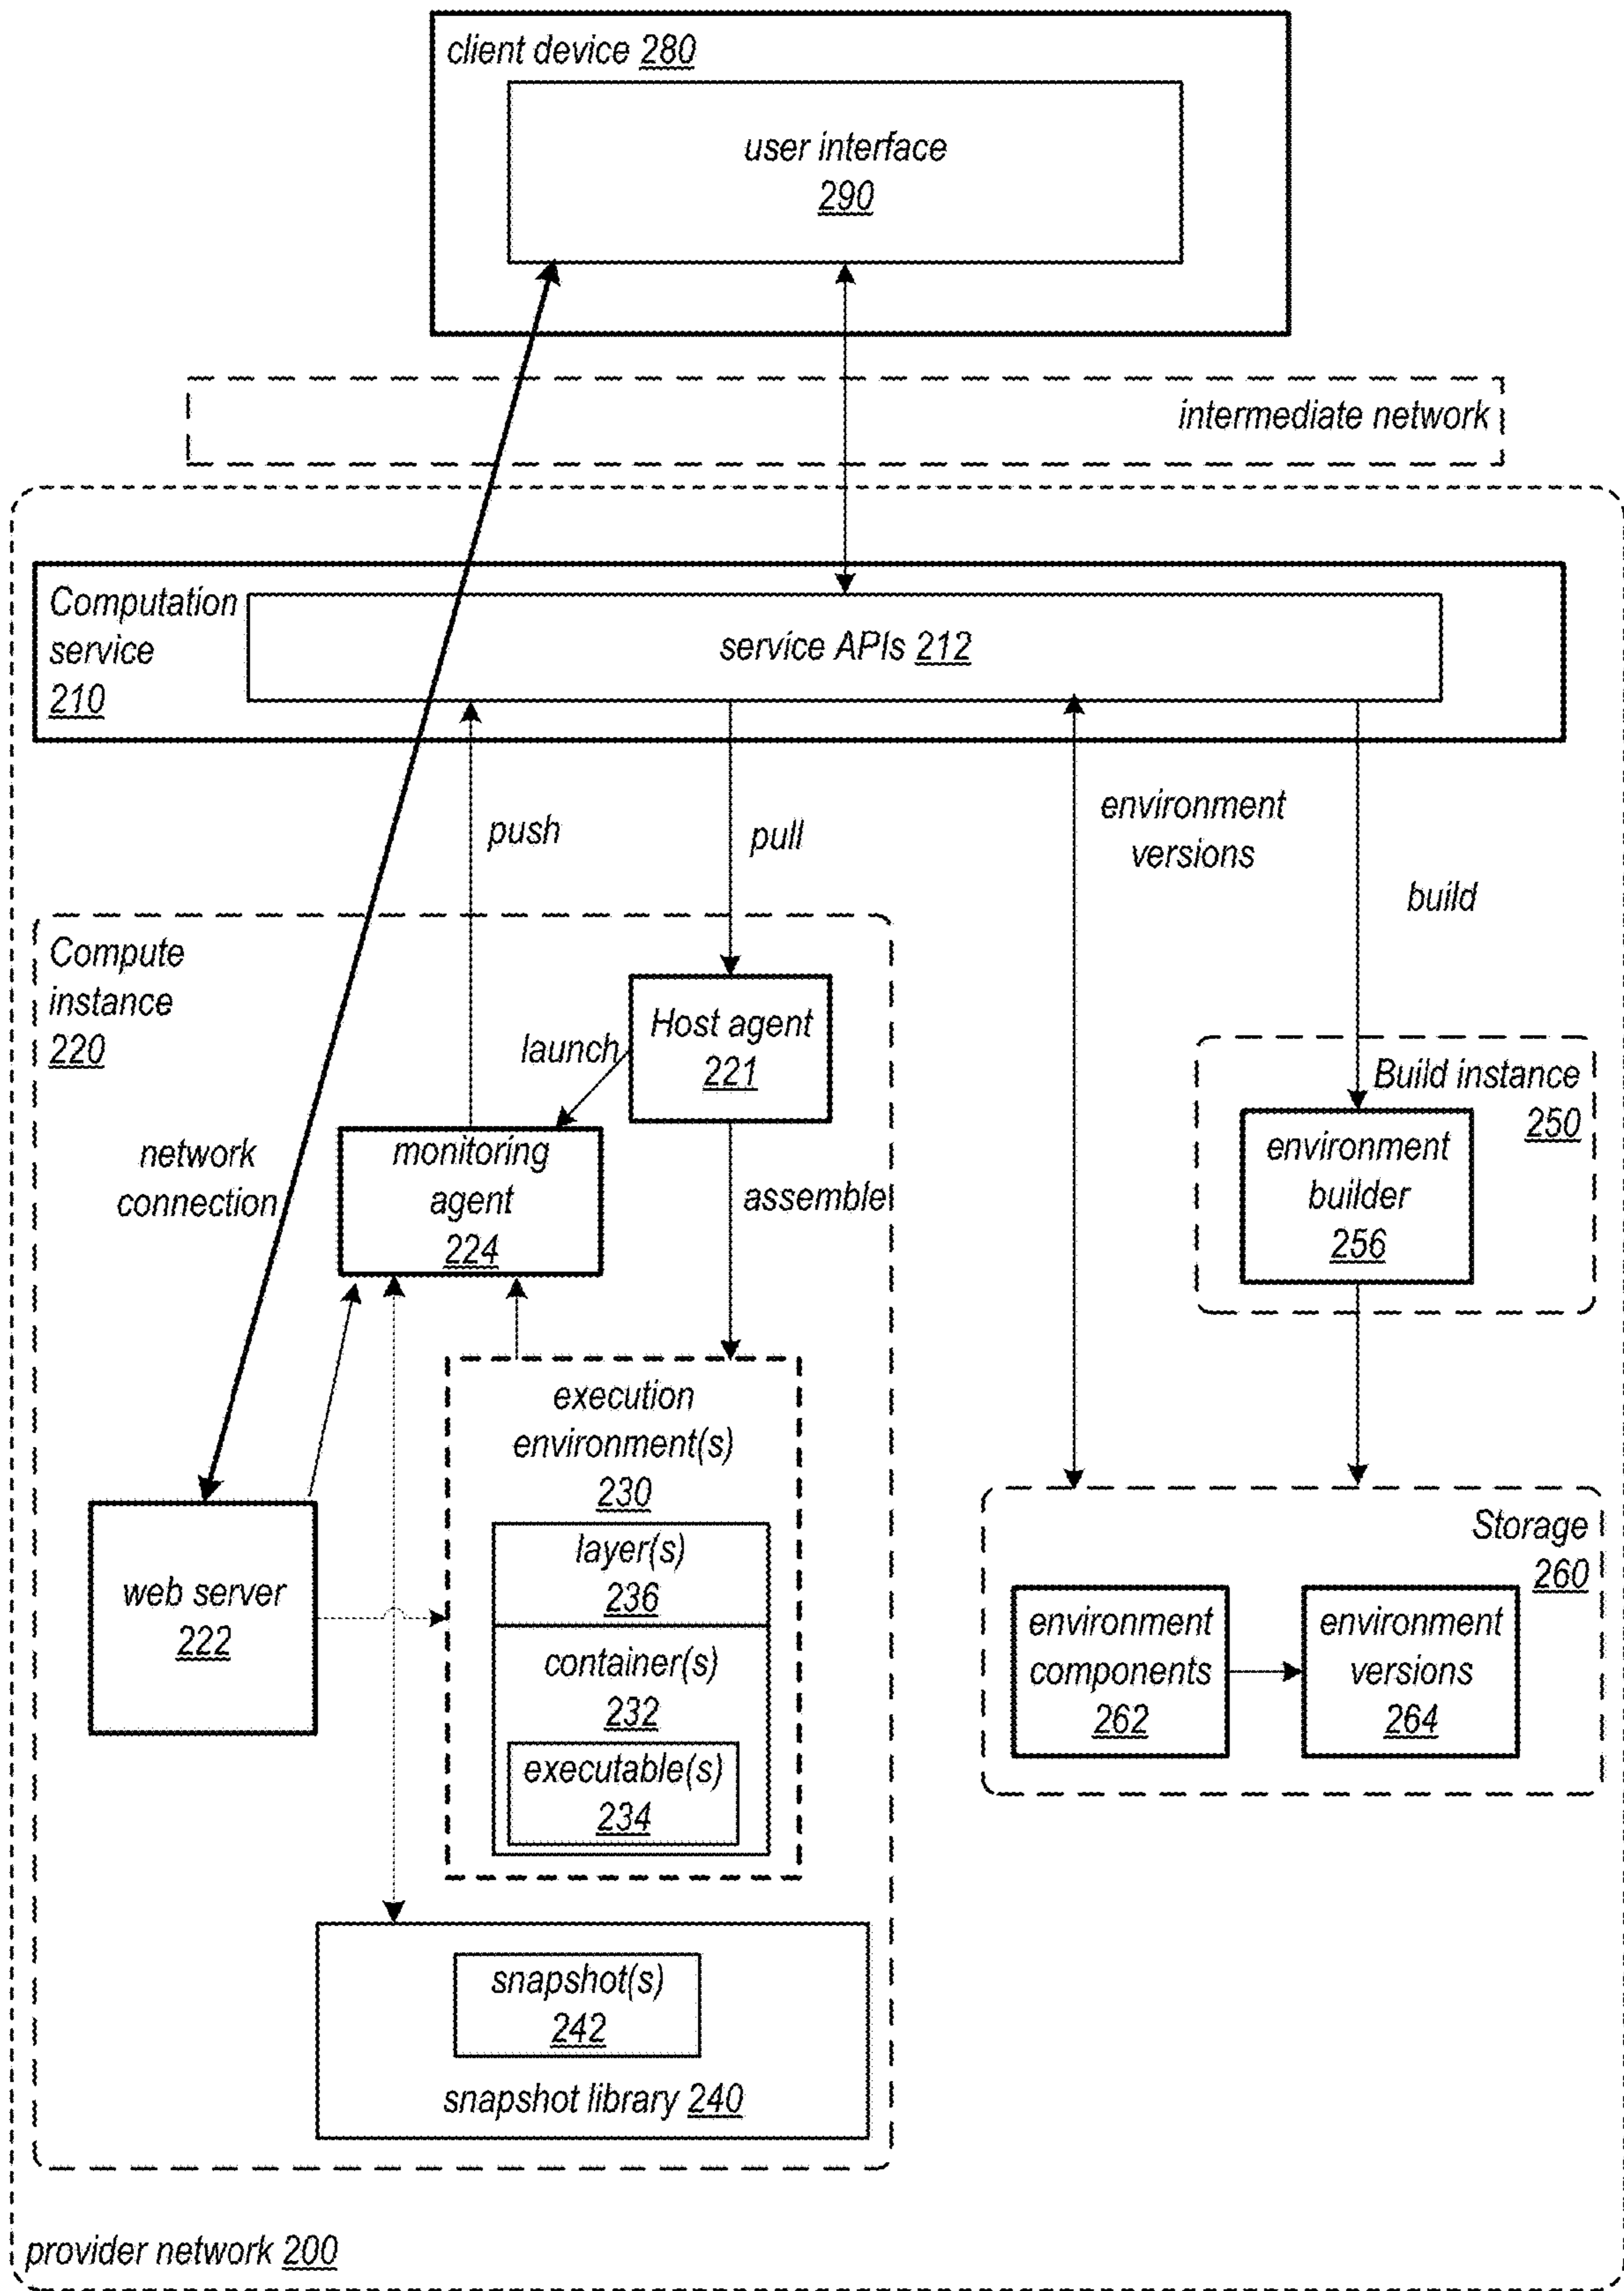 client device 280
user interface
290
intermediate network
Computation
service
210
service APIs 212
push
pull
environment
versions
build
Compute
instance
220
Host agent
221
launch
monitoring
agent
224
network
connection
assemble
Build instance
250
environment
builder
256
execution
environment(s)
230
layer(s)
236
container(s)
232
executable(s)
234
web server
222
Storage
260
environment
components
262
environment
versions
264
snapshot(s)
242
snapshot library 240
provider network 200